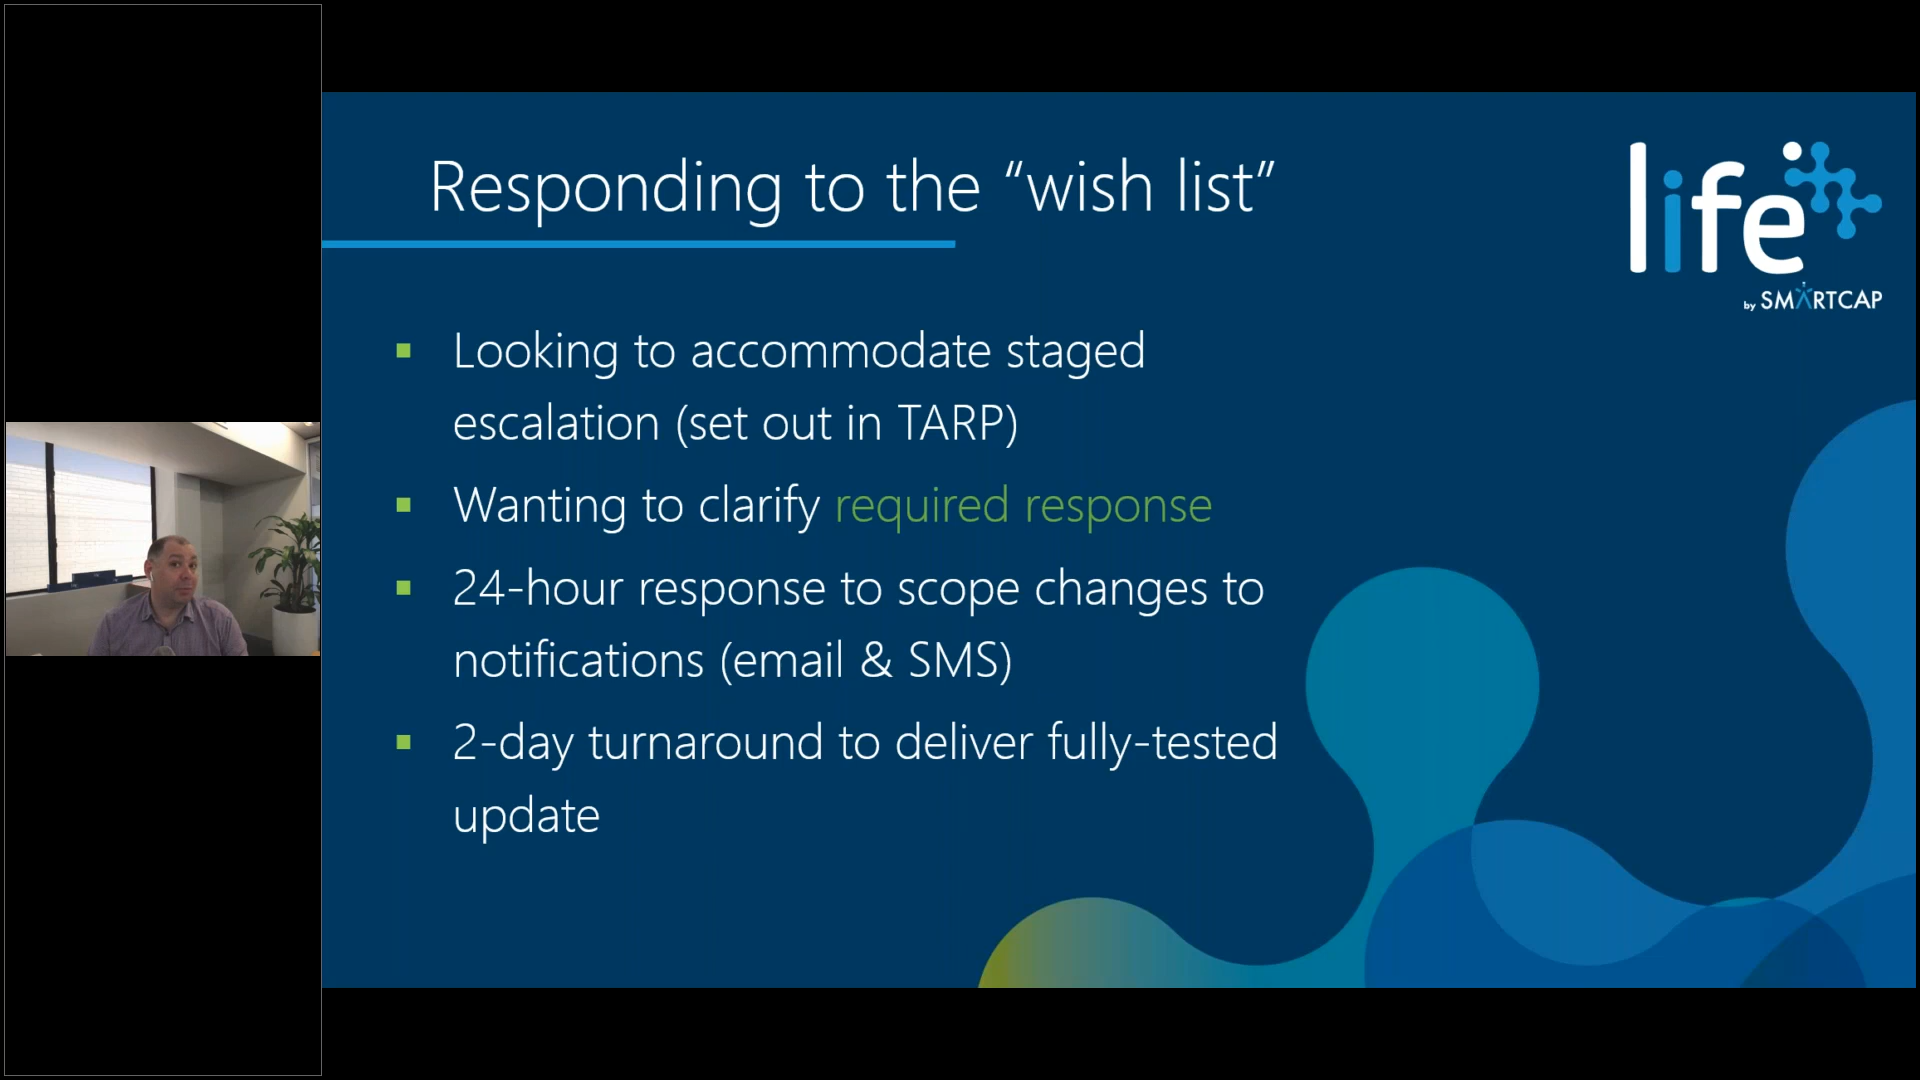 Responding to the “wish list”
life
by SMARTCAP
▪ Looking to accommodate staged
escalation (set out in TARP)
▪ Wanting to clarify required response
▪ 24-hour response to scope changes to
notifications (email & SMS)
▪ 2-day turnaround to deliver fully-tested
update